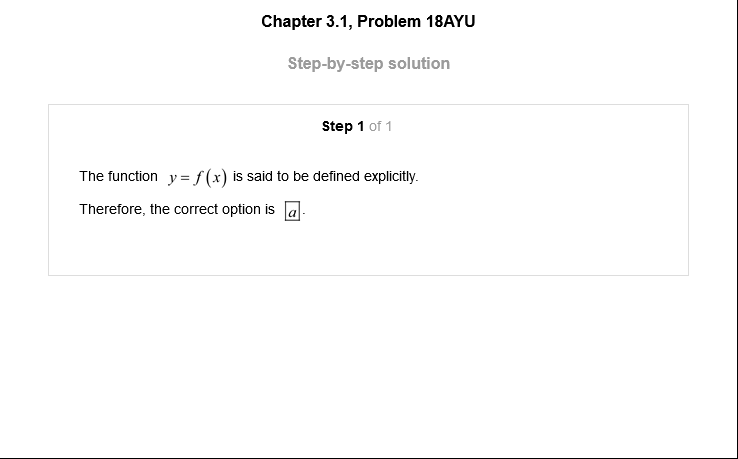 Chapter 3.1, Problem 18AYU
Step-by-step solution
Step 1 of 1
The function y = f(x) is said to be defined explicitly.
Therefore, the correct option is a.